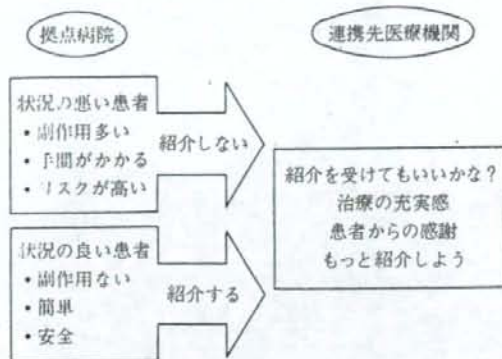 拠点病院
連携先医療機関
状況の悪い患者
・副作用多い
・手間がかかる
・リスクが高い
紹介しない
紹介を受けてもいいかな？
治療の充実感
患者からの感謝
もっと紹介しよう
状況の良い患者
・副作用ない
・簡単
・安全
紹介する